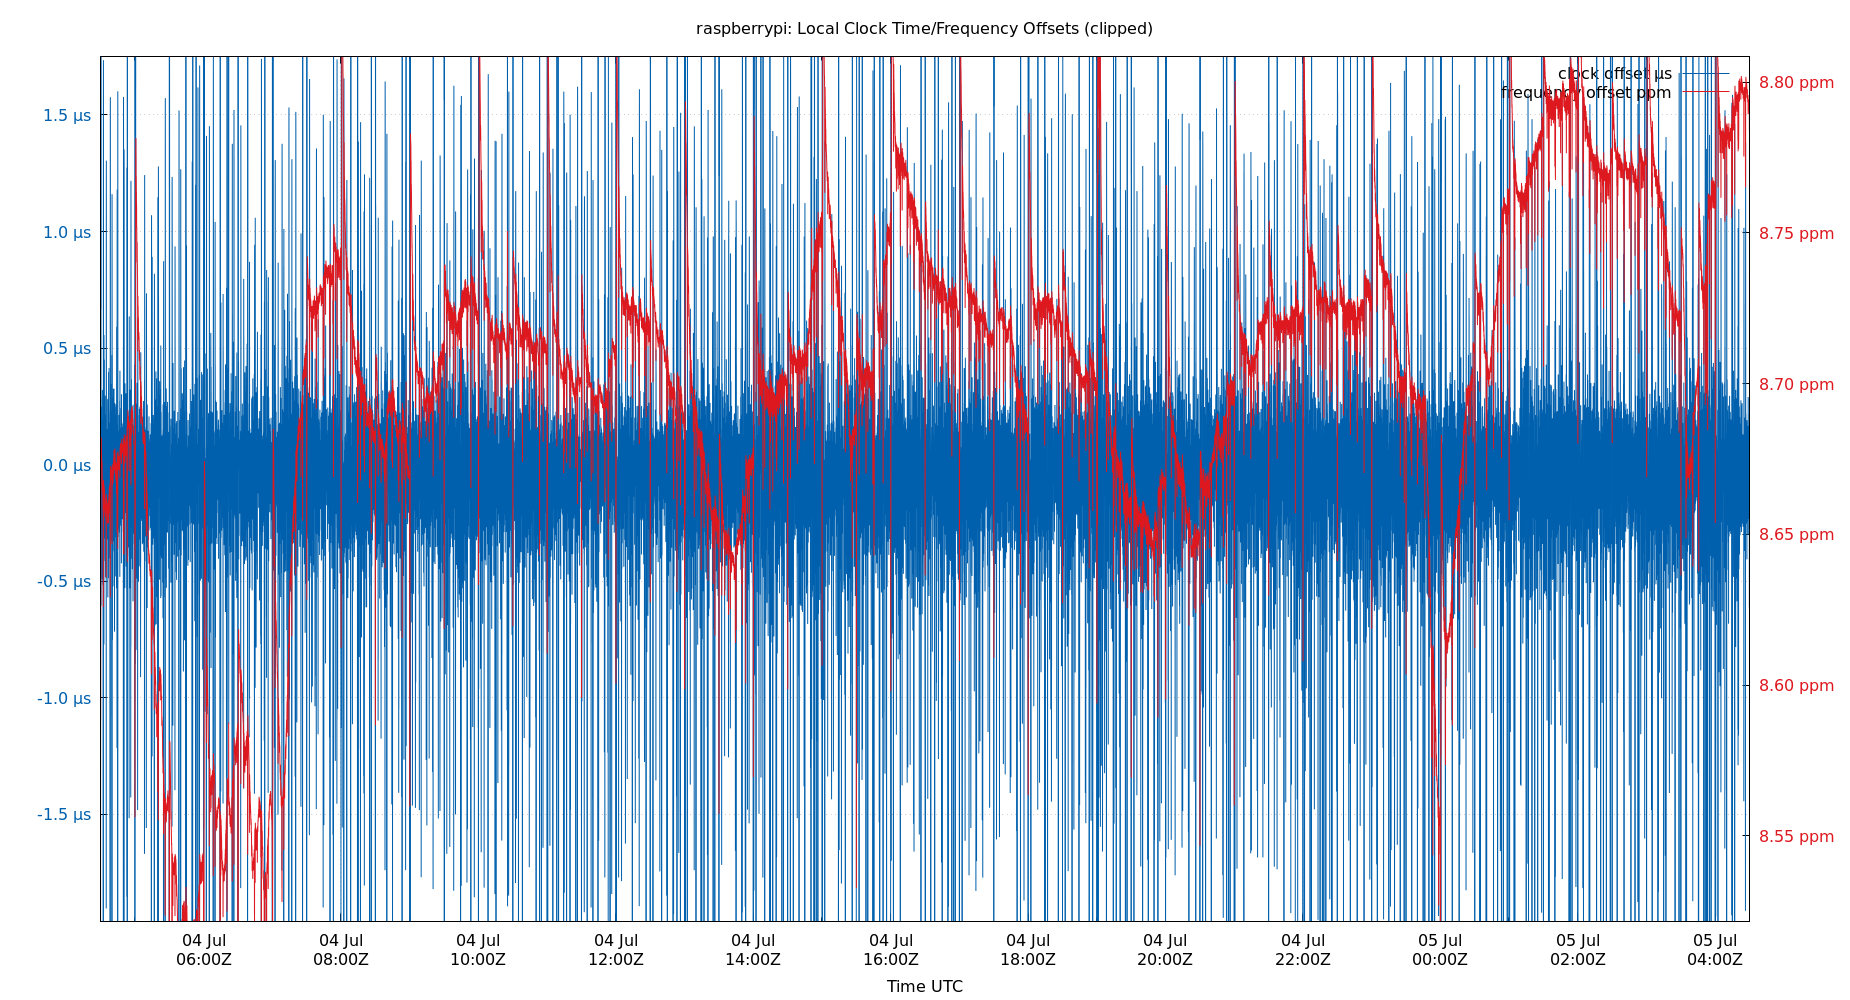 raspberrypi: Local Clock Time/Frequency Offsets (clipped)
clock offset µs
frequency offset ppm
1.5 µs
1.0 µs
0.5 µs
0.0 µs
-0.5 µs
-1.0 µs
-1.5 µs
8.80 ppm
8.75 ppm
8.70 ppm
8.65 ppm
8.60 ppm
8.55 ppm
04 Jul 04 Jul 04 Jul 04 Jul 04 Jul 04 Jul 04 Jul 04 Jul 04 Jul 05 Jul 05 Jul 05 Jul
06:00Z 08:00Z 10:00Z 12:00Z 14:00Z 16:00Z 18:00Z 20:00Z 22:00Z 00:00Z 02:00Z 04:00Z
Time UTC